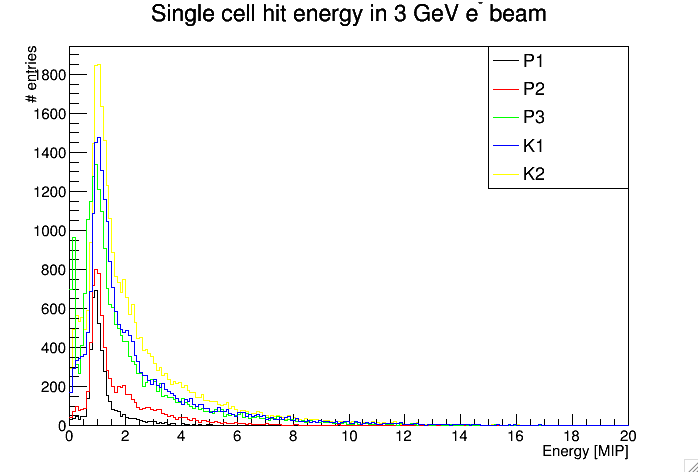 Single cell hit energy in 3 GeV e⁻ beam
# entries
1800
1600
1400
1200
1000
800
600
400
200
0
P1
P2
P3
K1
K2
0 2 4 6 8 10 12 14 16 18 20
Energy [MIP]